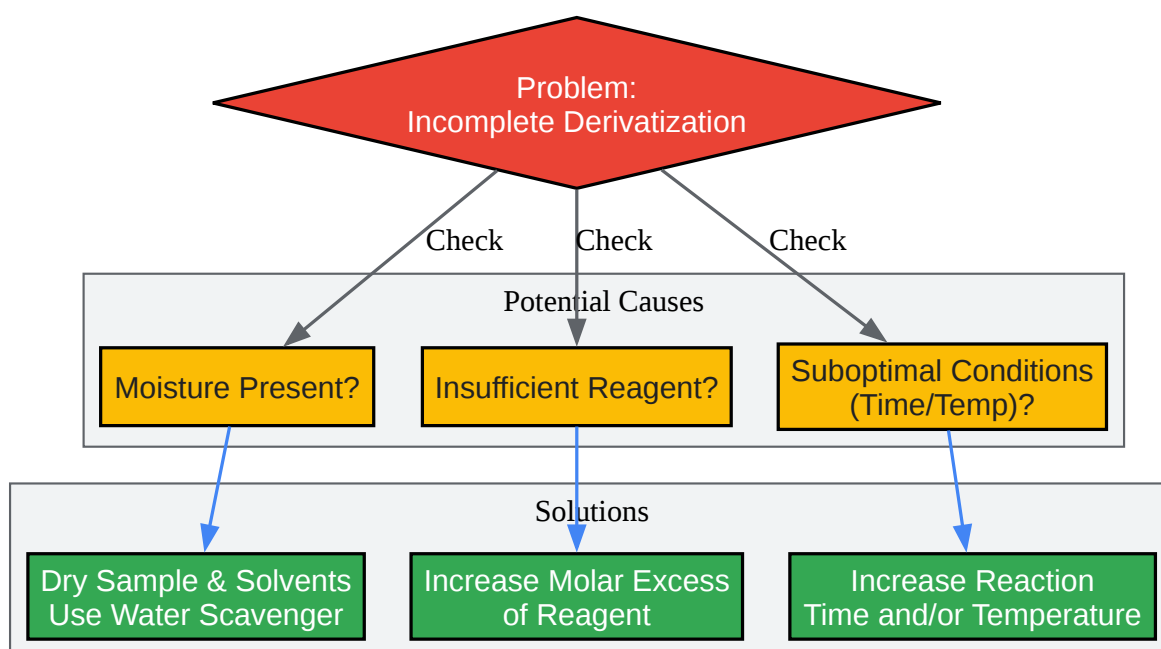 Problem:
Incomplete Derivatization
Check
Check
Check
Potential Causes
Moisture Present?
Insufficient Reagent?
Suboptimal Conditions
(Time/Temp)?
Solutions
Dry Sample & Solvents
Use Water Scavenger
Increase Molar Excess
of Reagent
Increase Reaction
Time and/or Temperature